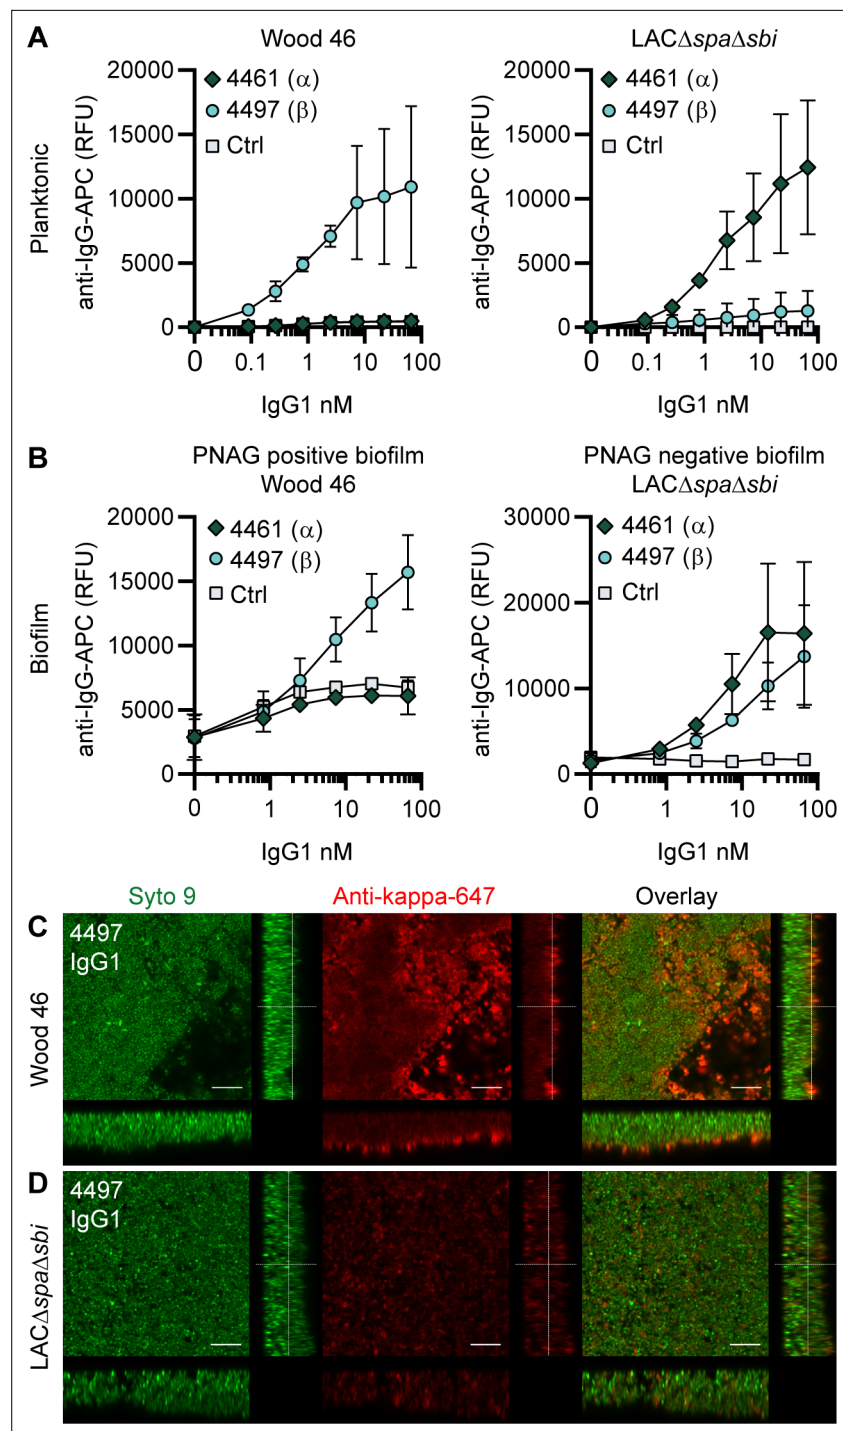 A
Wood 46
LACΔspaΔsbi
Planktonic
anti-IgG-APC (RFU)
20000
15000
10000
5000
0
4461 (α)
4497 (β)
Ctrl
0
0.1
1
10
100
IgG1 nM
anti-IgG-APC (RFU)
20000
15000
10000
5000
0
4461 (α)
4497 (β)
Ctrl
0
0.1
1
10
100
IgG1 nM
B
PNAG positive biofilm
Wood 46
PNAG negative biofilm
LACΔspaΔsbi
Biofilm
anti-IgG-APC (RFU)
20000
15000
10000
5000
0
4461 (α)
4497 (β)
Ctrl
0
1
10
100
IgG1 nM
anti-IgG-APC (RFU)
30000
20000
10000
0
4461 (α)
4497 (β)
Ctrl
0
1
10
100
IgG1 nM
Syto 9
Anti-kappa-647
Overlay
C
Wood 46
4497
IgG1
D
LACΔspaΔsbi
4497
IgG1